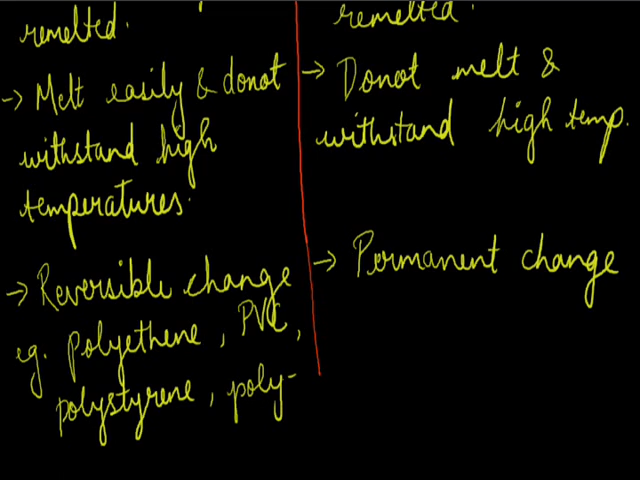 remelted.
→ Melt easily & donot
withstand high
temperatures.
→ Reversible change
eg. Polyethene, PVC,
polystyrene, poly-
remelted.
→ Donot melt &
withstand high temp.
→ Permanent change